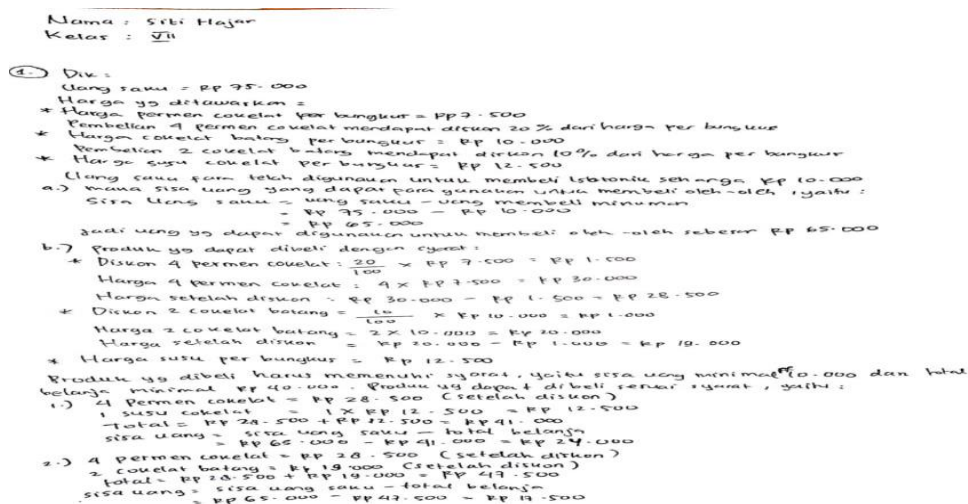 Nama : Siti Hajar
Kelas : VII
1.) Dik :
Uang saku = Rp 75.000
Harga yg ditawarkan =
* Harga permen cokelat per bungkus = Rp 7.500
Pembelian 4 permen cokelat mendapat diskon 20 % dari harga per bungkus
* Harga cokelat batang per bungkus = Rp 10.000
Pembelian 2 cokelat batang mendapat diskon 10% dari harga per bungkus
* Harga susu cokelat per bungkus = Rp 12.500
Uang saku fara telah digunakan untuk membeli isotonik seharga Rp 10.000
a.) mana sisa uang yang dapat fara gunakan untuk membeli oleh-oleh, yaitu :
Sisa Uang saku = uang saku - uang membeli minuman
= Rp 75.000 - Rp 10.000
= Rp 65.000
Jadi uang yg dapat digunakan untuk membeli oleh-oleh sebesar Rp 65.000
b.) Produk yg dapat dibeli dengan syarat :
* Diskon 4 permen cokelat : 20/100 × Rp 7.500 = Rp 1.500
Harga 4 permen cokelat : 4 × Rp 7.500 = Rp 30.000
Harga setelah diskon = Rp 30.000 - Rp 1.500 = Rp 28.500
* Diskon 2 cokelat batang = 10/100 × Rp 10.000 = Rp 1.000
Harga 2 cokelat batang = 2 × 10.000 = Rp 20.000
Harga setelah diskon = Rp 20.000 - Rp 1.000 = Rp 19.000
* Harga susu per bungkus = Rp 12.500
Produk yg dibeli harus memenuhi syarat, yaitu sisa uang minimal Rp 10.000 dan total
belanja minimal Rp 40.000. Produk yg dapat dibeli sesuai syarat, yaitu :
1.) 4 Permen cokelat = Rp 28.500 (setelah diskon)
1 susu cokelat = 1 × Rp 12.500 = Rp 12.500
Total = Rp 28.500 + Rp 12.500 = Rp 41.000
sisa uang = sisa uang saku - total belanja
= Rp 65.000 - Rp 41.000 = Rp 24.000
2.) 4 permen cokelat = Rp 28.500 (setelah diskon)
2 cokelat batang = Rp 19.000 (setelah diskon)
total = Rp 28.500 + Rp 19.000 = Rp 47.500
sisa uang = sisa uang saku - total belanja
= Rp 65.000 - Rp 47.500 = Rp 17.500